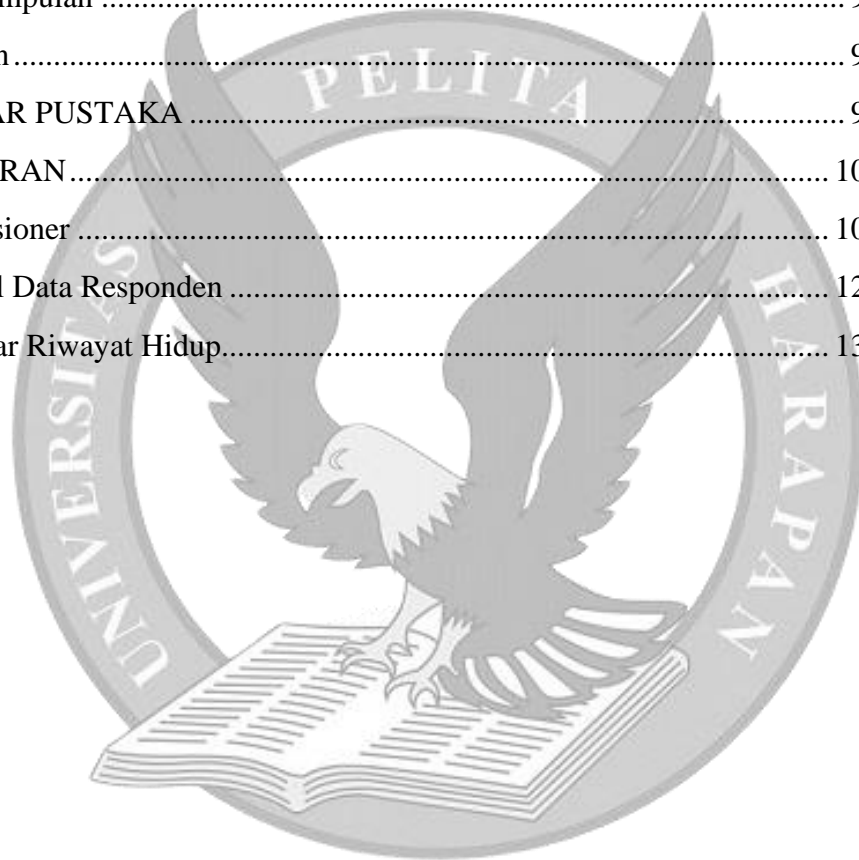 mpulan ........................................................................................ 9
n ................................................................................................... 9
AR PUSTAKA .............................................................................. 9
RAN .......................................................................................... 10
sioner ...................................................................................... 10
l Data Responden ........................................................................ 12
ar Riwayat Hidup ......................................................................... 13
UNIVERSITAS PELITA HARAPAN